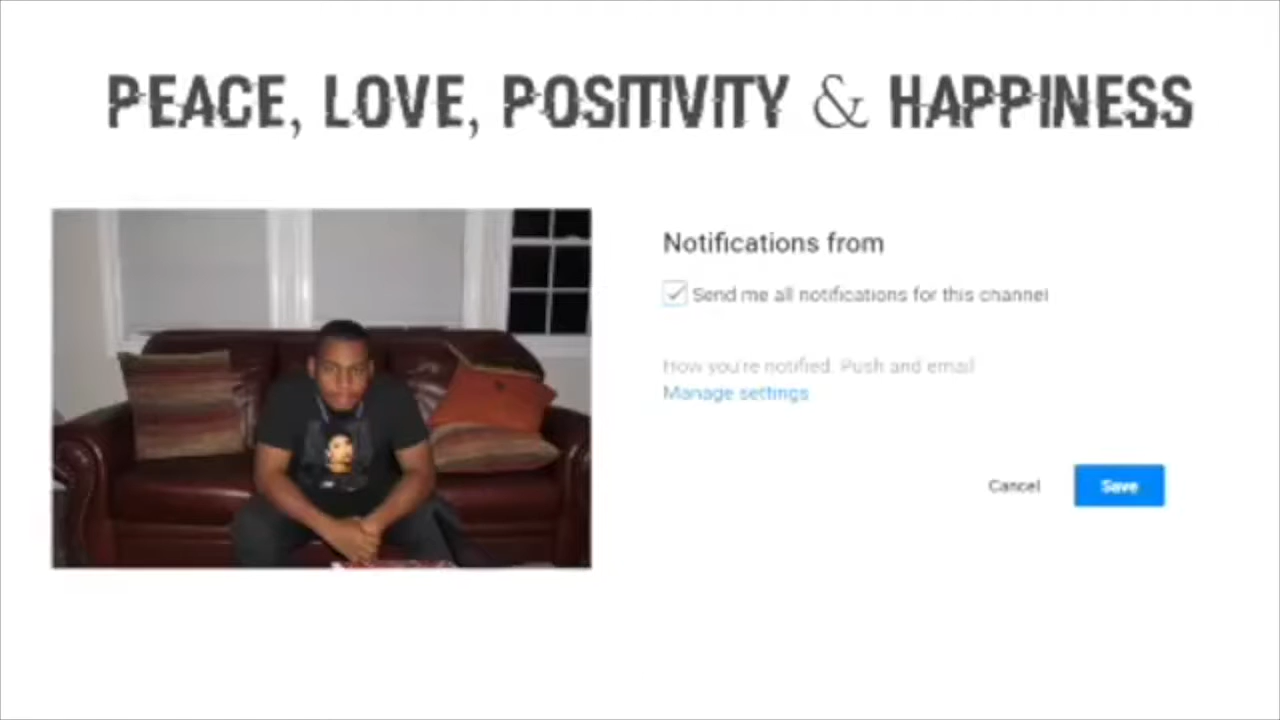 PEACE, LOVE, POSITIVITY & HAPPINESS
Notifications from
Send me all notifications for this channel
How you're notified: Push and email
Manage settings
Cancel
Save